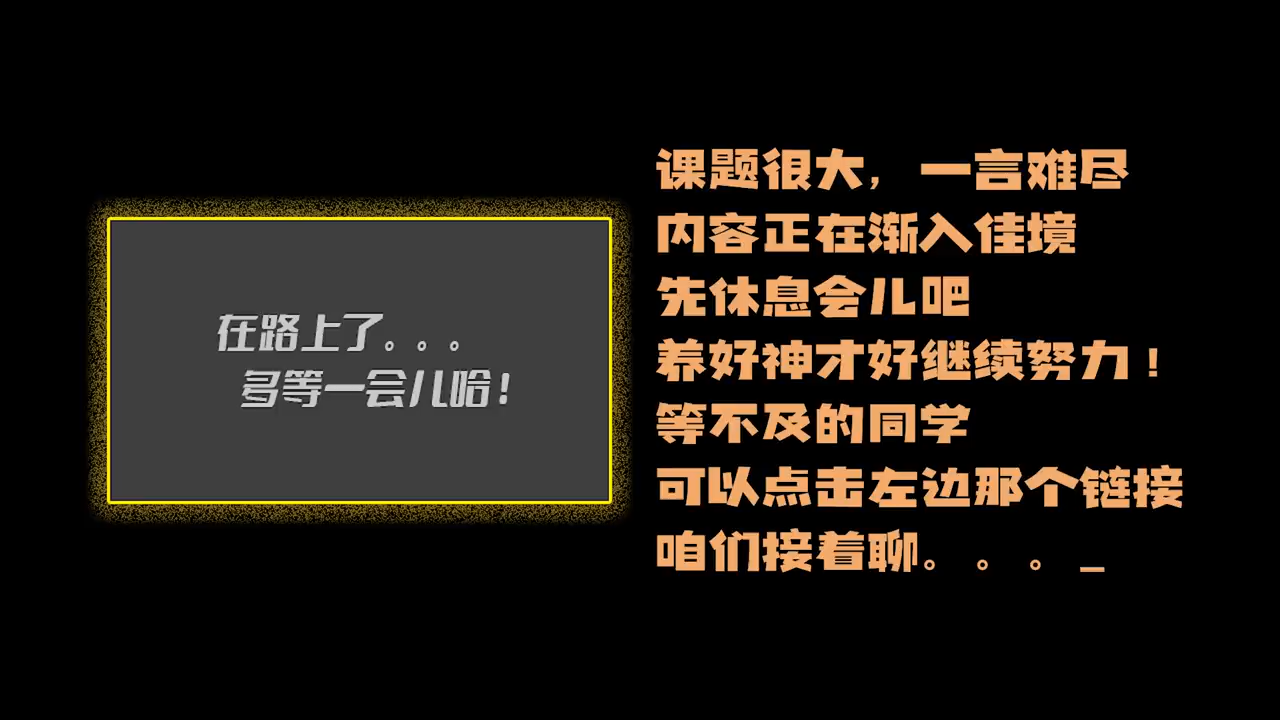 在路上了。。。
多等一会儿哈！
课题很大，一言难尽
内容正在渐入佳境
先休息会儿吧
养好神才好继续努力！
等不及的同学
可以点击左边那个链接
咱们接着聊。。。_